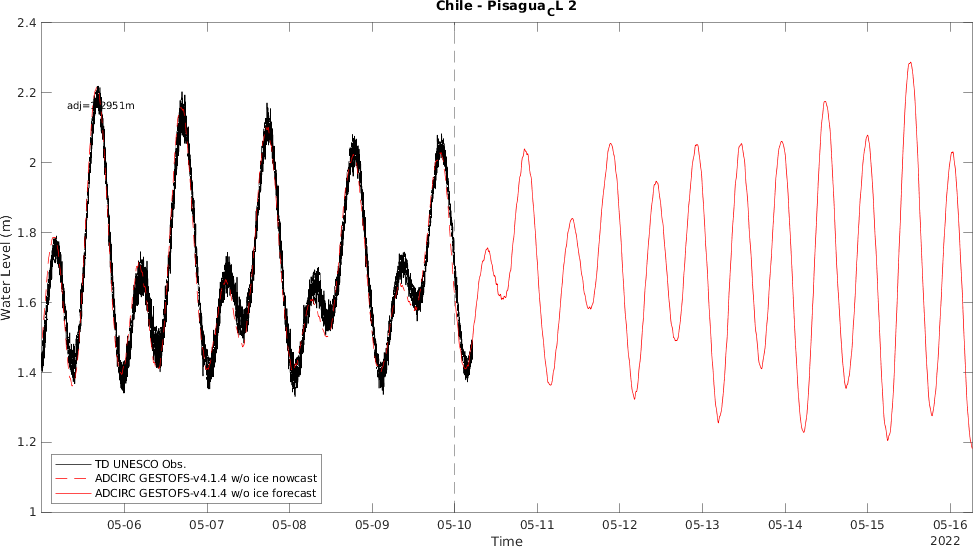 Chile - Pisagua_CL 2
2.4
2.2
2
1.8
1.6
1.4
1.2
1
Water Level (m)
TD UNESCO Obs.
ADCIRC GESTOFS-v4.1.4 w/o ice nowcast
ADCIRC GESTOFS-v4.1.4 w/o ice forecast
05-06 05-07 05-08 05-09 05-10 05-11 05-12 05-13 05-14 05-15 05-16
Time
2022